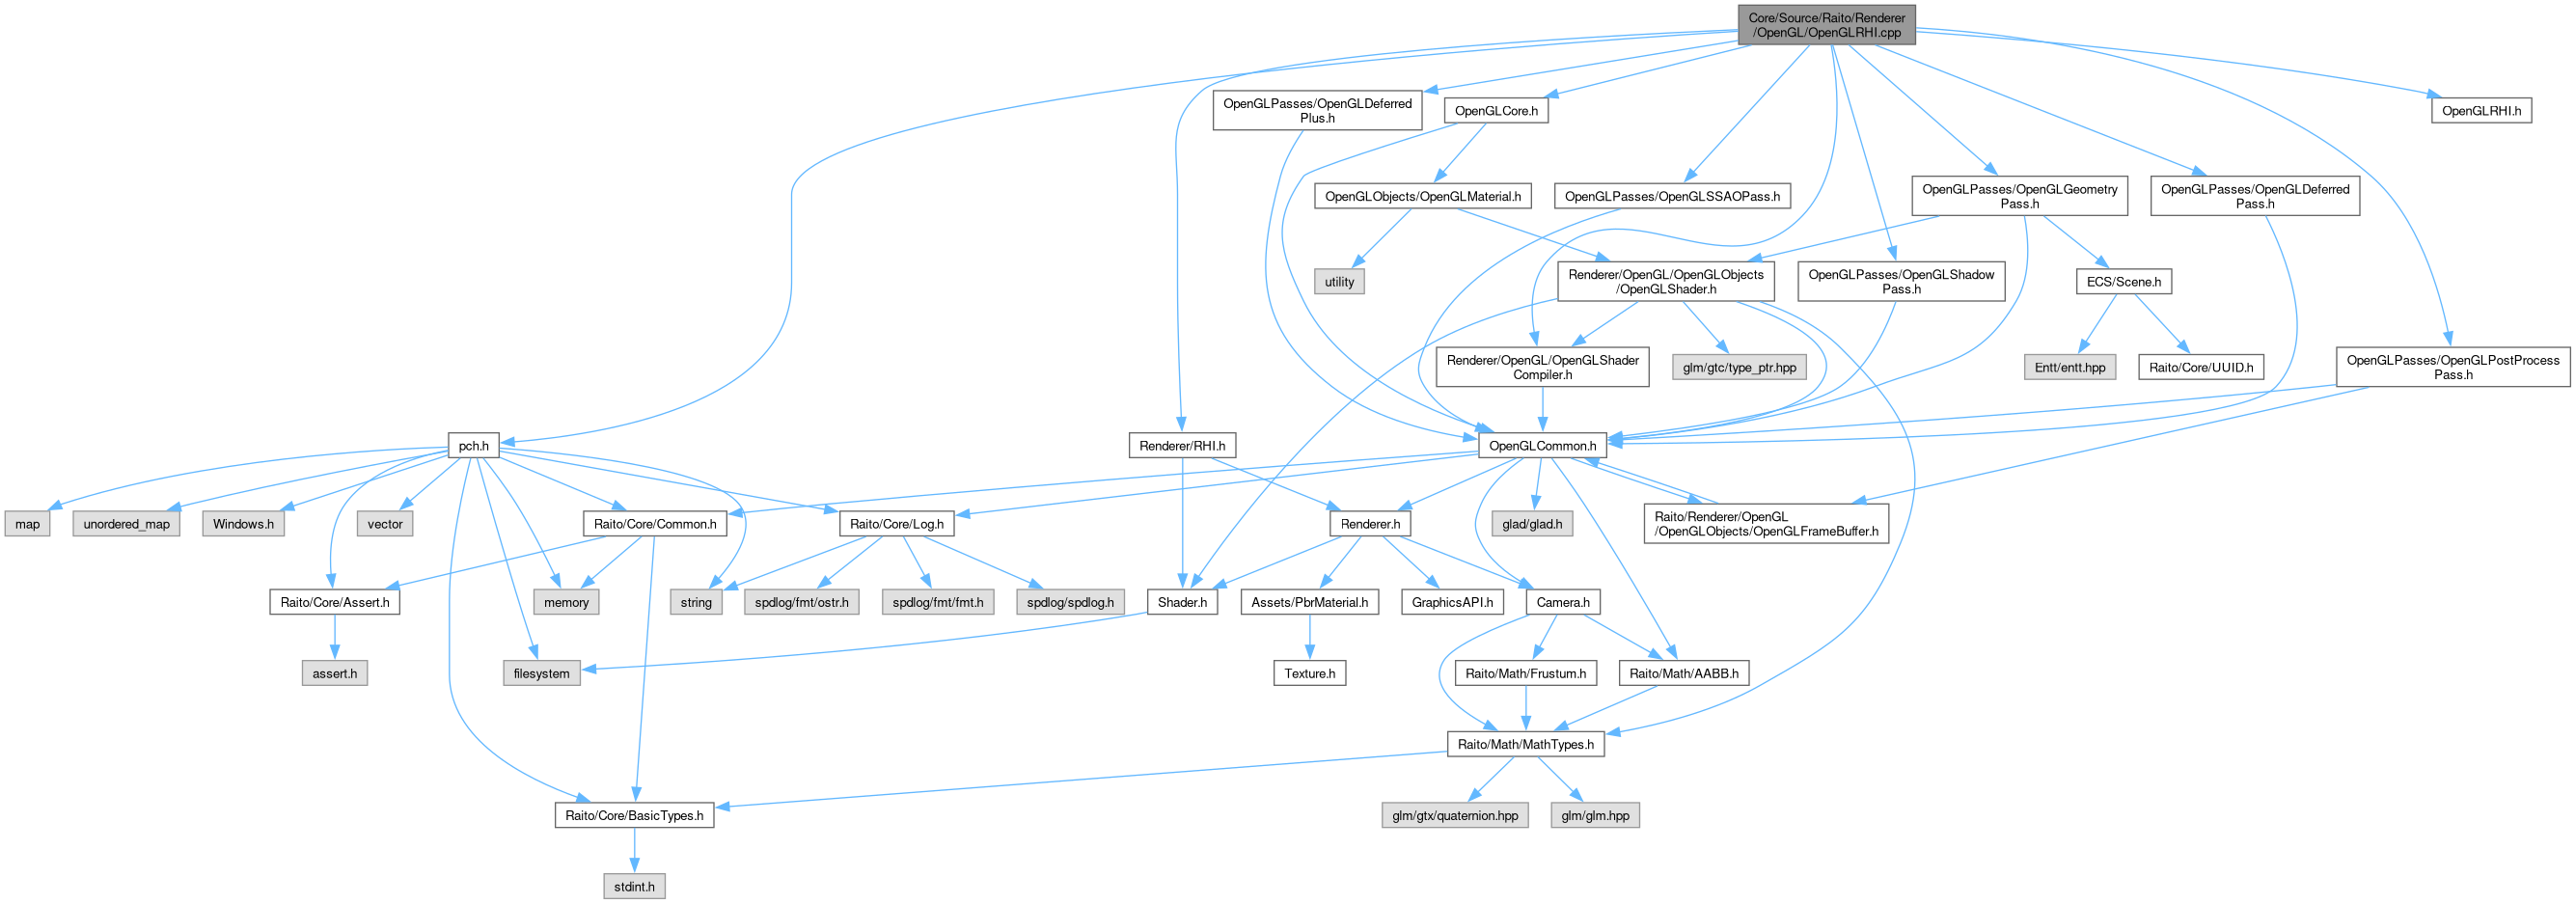 Core/Source/Raito/Renderer
/OpenGL/OpenGLRHI.cpp
OpenGLPasses/OpenGLDeferred
Plus.h
OpenGLCore.h
OpenGLRHI.h
OpenGLObjects/OpenGLMaterial.h
OpenGLPasses/OpenGLSSAOPass.h
OpenGLPasses/OpenGLGeometry
Pass.h
OpenGLPasses/OpenGLDeferred
Pass.h
utility
Renderer/OpenGL/OpenGLObjects
/OpenGLShader.h
OpenGLPasses/OpenGLShadow
Pass.h
ECS/Scene.h
Renderer/OpenGL/OpenGLShader
Compiler.h
glm/gtc/type_ptr.hpp
Entt/entt.hpp
Raito/Core/UUID.h
OpenGLPasses/OpenGLPostProcess
Pass.h
pch.h
Renderer/RHI.h
OpenGLCommon.h
map
unordered_map
Windows.h
vector
Raito/Core/Common.h
Raito/Core/Log.h
Renderer.h
glad/glad.h
Raito/Renderer/OpenGL
/OpenGLObjects/OpenGLFrameBuffer.h
Raito/Core/Assert.h
memory
string
spdlog/fmt/ostr.h
spdlog/fmt/fmt.h
spdlog/spdlog.h
Shader.h
Assets/PbrMaterial.h
GraphicsAPI.h
Camera.h
assert.h
filesystem
Texture.h
Raito/Math/Frustum.h
Raito/Math/AABB.h
Raito/Math/MathTypes.h
Raito/Core/BasicTypes.h
glm/gtx/quaternion.hpp
glm/glm.hpp
stdint.h